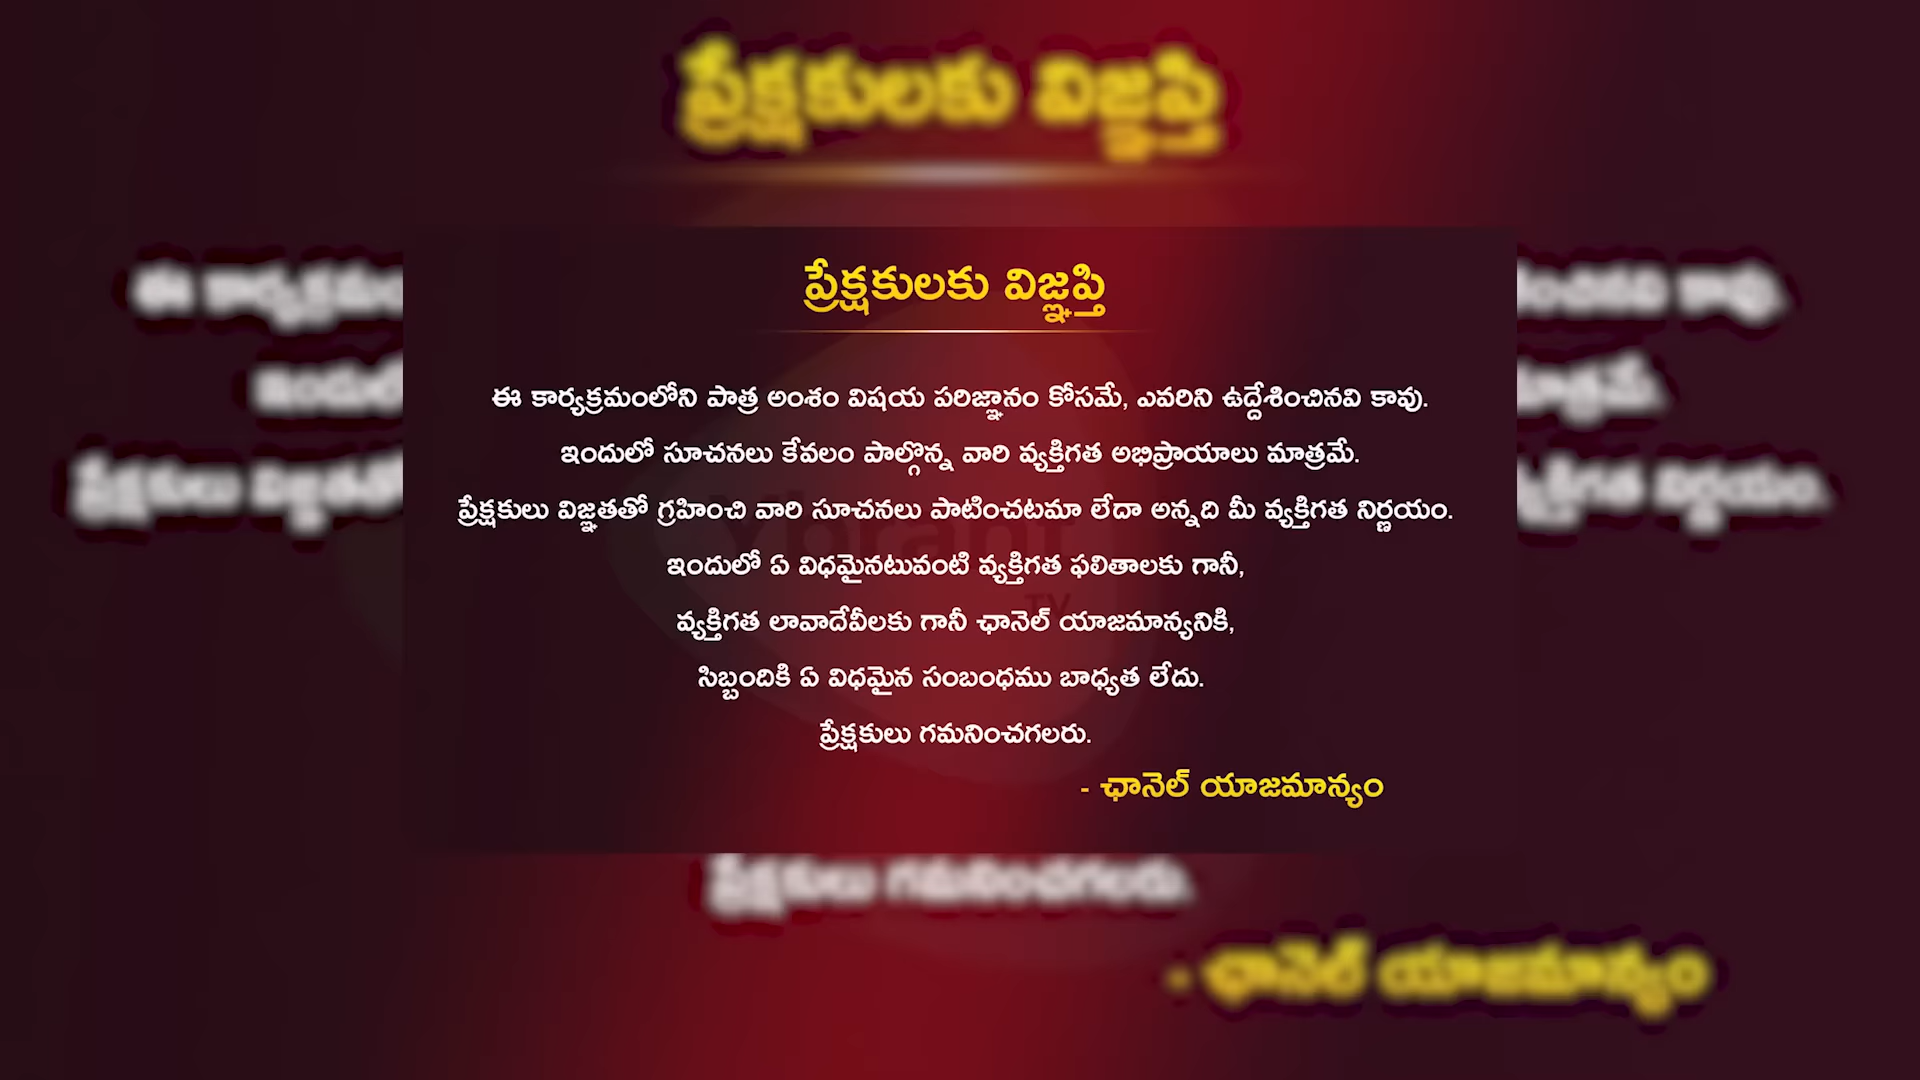 ప్రేక్షకులకు విజ్ఞప్తి
ఈ కార్యక్రమంలోని పాత్ర అంశం విషయ పరిజ్ఞానం కోసమే, ఎవరిని ఉద్దేశించినవి కావు.
ఇందులో సూచనలు కేవలం పాల్గొన్న వారి వ్యక్తిగత అభిప్రాయాలు మాత్రమే.
ప్రేక్షకులు విజ్ఞతతో గ్రహించి వారి సూచనలు పాటించటమా లేదా అన్నది మీ వ్యక్తిగత నిర్ణయం.
ఇందులో ఏ విధమైనటువంటి వ్యక్తిగత ఫలితాలకు గానీ,
వ్యక్తిగత లావాదేవీలకు గానీ ఛానెల్ యాజమాన్యనికి,
సిబ్బందికి ఏ విధమైన సంబంధము బాధ్యత లేదు.
ప్రేక్షకులు గమనించగలరు.
- ఛానెల్ యాజమాన్యం